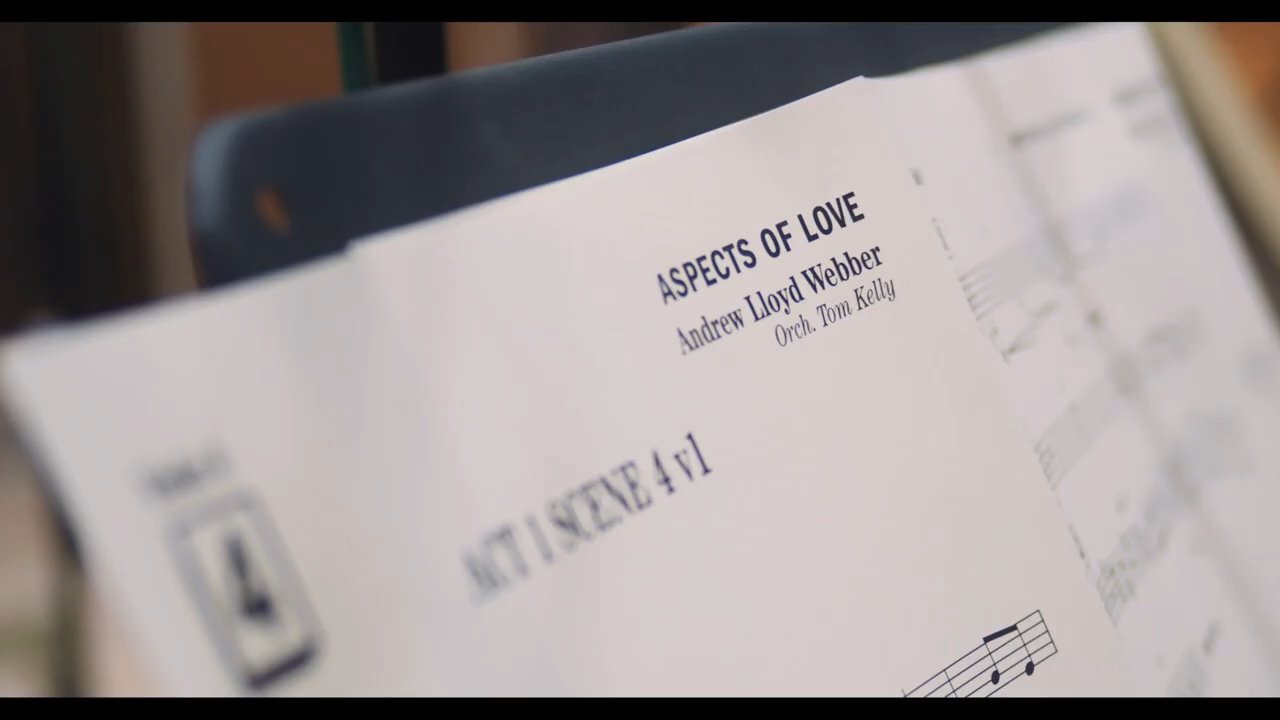 ASPECTS OF LOVE
Andrew Lloyd Webber
Orch. Tom Kelly
ACT 1 SCENE 4 v1
4